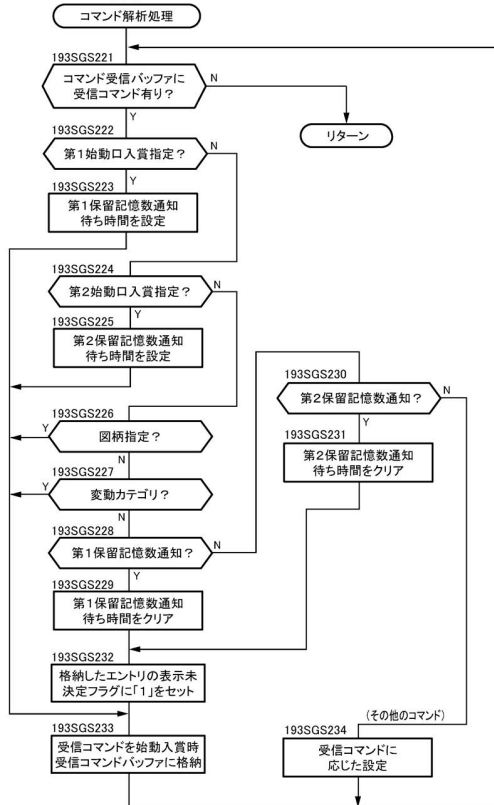 コマンド解析処理
193SGS221
コマンド受信バッファに
受信コマンド有り？
N
Y
リターン
193SGS222
第1始動口入賞指定？
N
Y
193SGS223
第1保留記憶数通知
待ち時間を設定
193SGS224
第2始動口入賞指定？
N
Y
193SGS225
第2保留記憶数通知
待ち時間を設定
193SGS226
図柄指定？
Y
N
193SGS227
変動カテゴリ？
Y
N
193SGS228
第1保留記憶数通知？
N
Y
193SGS229
第1保留記憶数通知
待ち時間をクリア
193SGS230
第2保留記憶数通知？
N
Y
193SGS231
第2保留記憶数通知
待ち時間をクリア
193SGS232
格納したエントリの表示未
決定フラグに「1」をセット
193SGS233
受信コマンドを始動入賞時
受信コマンドバッファに格納
(その他のコマンド)
193SGS234
受信コマンドに
応じた設定